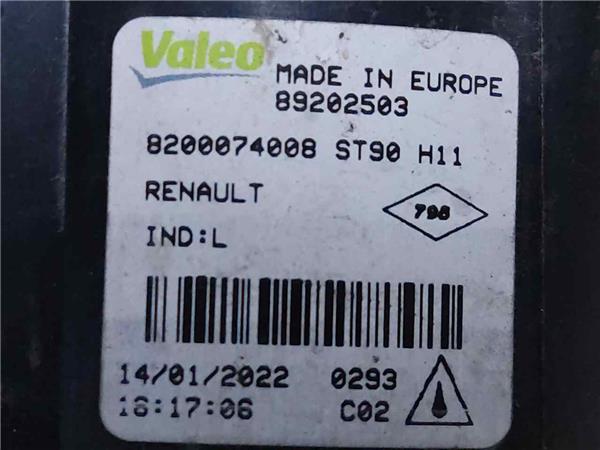 Valeo
MADE IN EUROPE
89202503
8200074008 ST90 H11
RENAULT
798
IND:L
14/01/2022 0293
16:17:06 C02